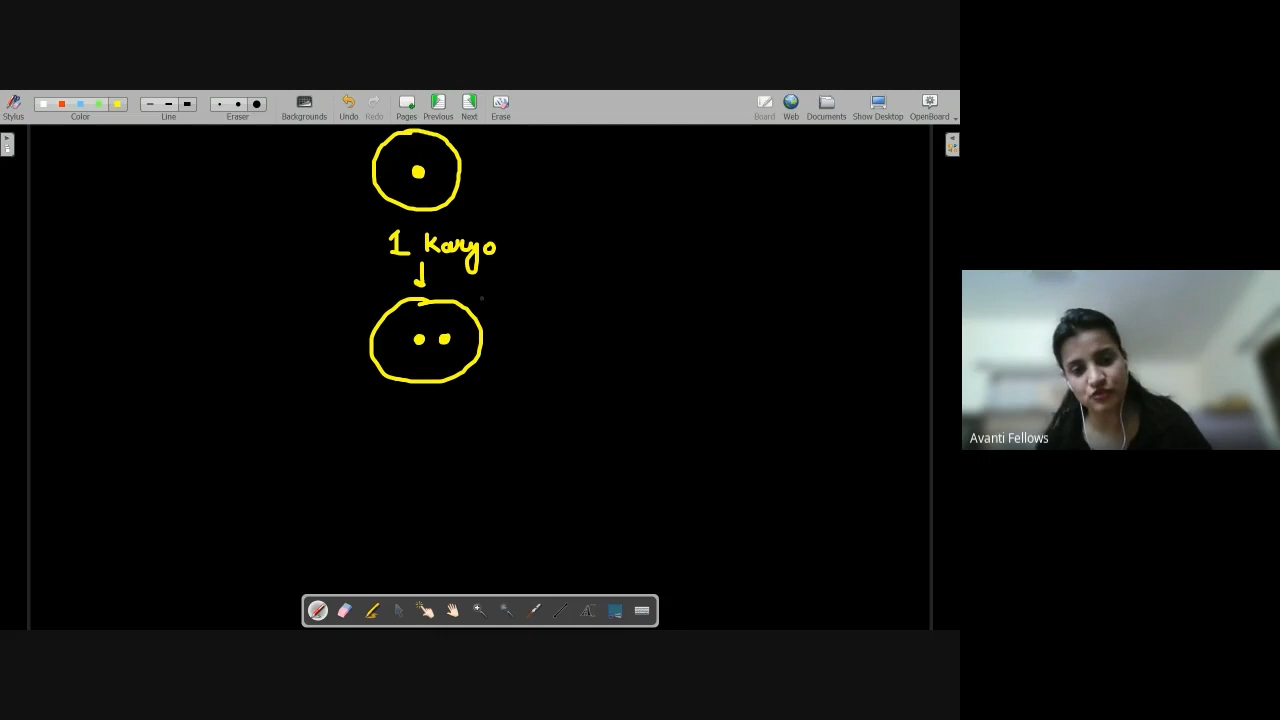 Stylus Color Line Eraser Backgrounds Undo Redo Pages Previous Next Erase Board Web Documents Show Desktop OpenBoard
1 Karyo
Avanti Fellows